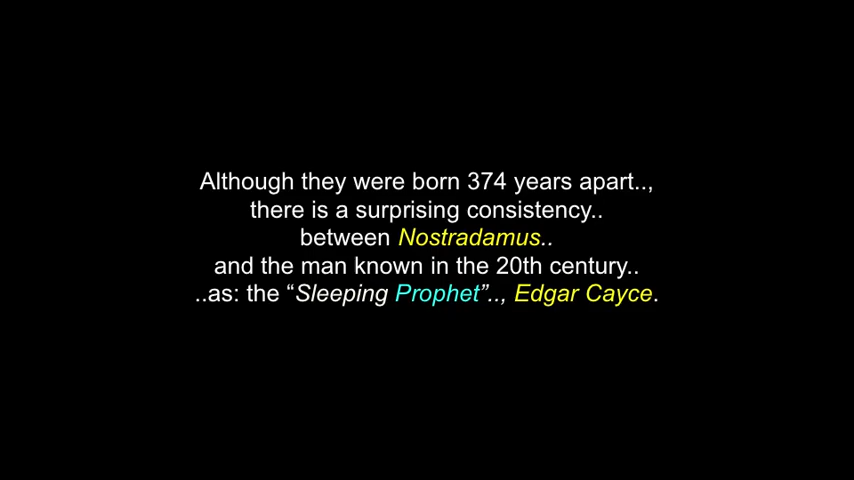 Although they were born 374 years apart..,
there is a surprising consistency..
between Nostradamus..
and the man known in the 20th century..
..as: the “Sleeping Prophet”.., Edgar Cayce.